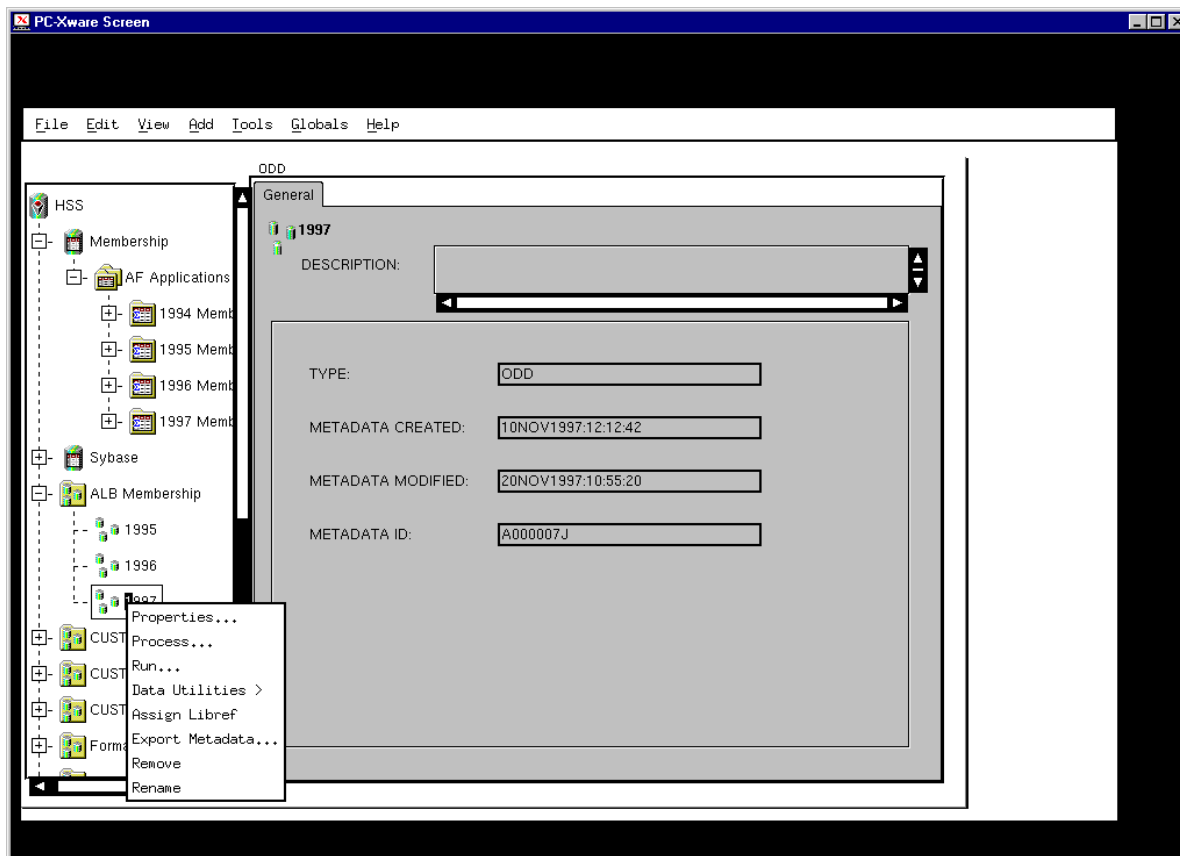 PC-Xware Screen
File Edit View Add Tools Globals Help
ODD
General
HSS
Membership
AF Applications
1994 Memb
1995 Memb
1996 Memb
1997 Memb
Sybase
ALB Membership
1995
1996
1997
CUST
CUST
CUST
Forma
1997
DESCRIPTION:
TYPE: ODD
METADATA CREATED: 10NOV1997:12:12:42
METADATA MODIFIED: 20NOV1997:10:55:20
METADATA ID: A000007J
Properties...
Process...
Run...
Data Utilities >
Assign Libref
Export Metadata...
Remove
Rename